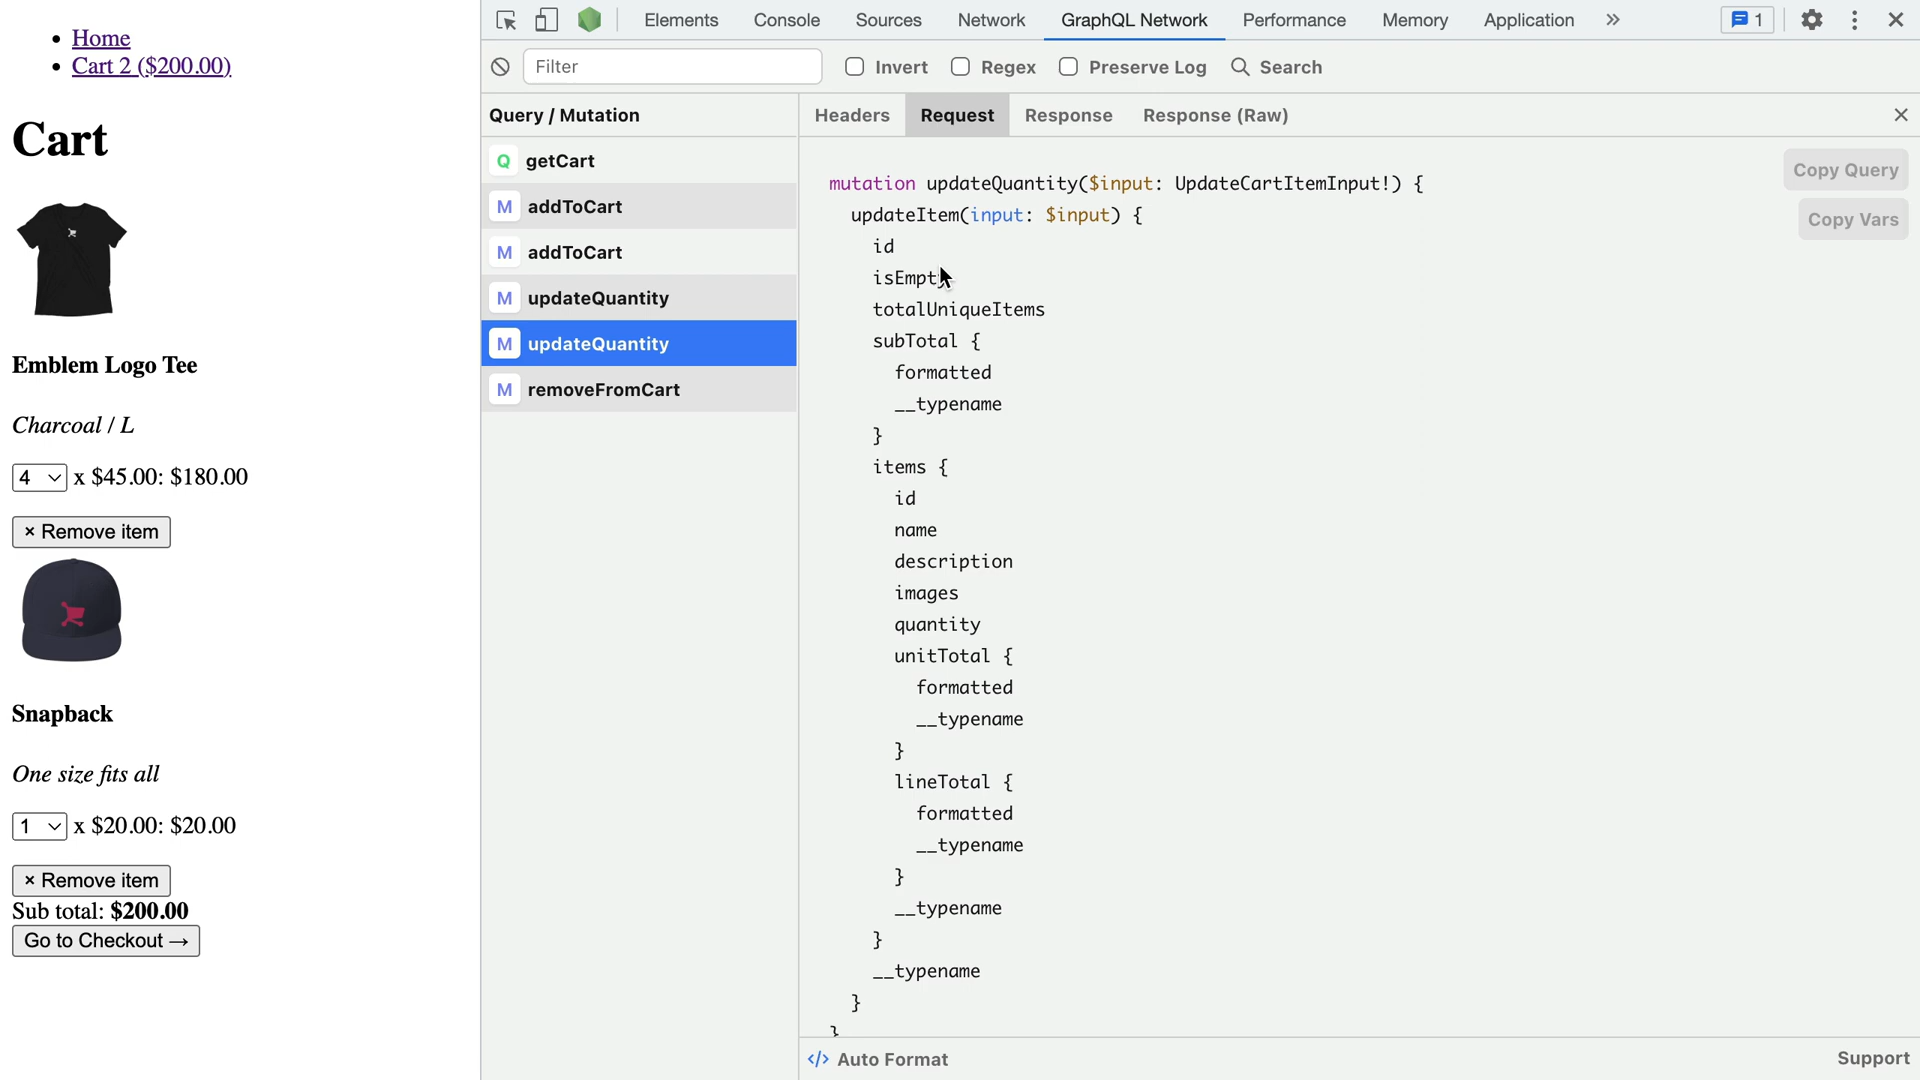 Home
Cart 2 ($200.00)
Cart
Emblem Logo Tee
Charcoal / L
4 x $45.00: $180.00
× Remove item
Snapback
One size fits all
1 x $20.00: $20.00
× Remove item
Sub total: $200.00
Go to Checkout →
Elements Console Sources Network GraphQL Network Performance Memory Application » 1
Filter Invert Regex Preserve Log Search
Query / Mutation
Q getCart
M addToCart
M addToCart
M updateQuantity
M updateQuantity
M removeFromCart
Headers Request Response Response (Raw)
Copy Query
Copy Vars
mutation updateQuantity($input: UpdateCartItemInput!) {
updateItem(input: $input) {
id
isEmpty
totalUniqueItems
subTotal {
formatted
__typename
}
items {
id
name
description
images
quantity
unitTotal {
formatted
__typename
}
lineTotal {
formatted
__typename
}
__typename
}
__typename
}
}
</> Auto Format
Support